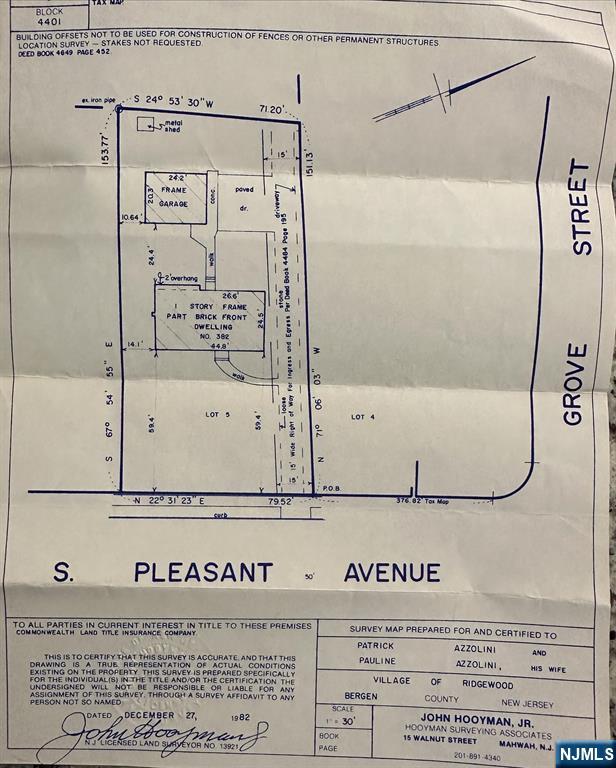 TAX MAP
BLOCK
4401
BUILDING OFFSETS NOT TO BE USED FOR CONSTRUCTION OF FENCES OR OTHER PERMANENT STRUCTURES.
LOCATION SURVEY – STAKES NOT REQUESTED.
DEED BOOK 4649 PAGE 452
ex. iron pipe
S 24° 53' 30" W
71.20'
metal
shed
153.77'
151.13'
15'
24.2'
20.3'
FRAME
GARAGE
conc.
paved
dr.
driveway
10.64'
24.4'
walk
2' overhang
26.6'
1 STORY FRAME
PART BRICK FRONT
DWELLING
NO. 382
44.8'
24.5'
14.1'
walk
stone
loose
15' Wide Right of Way For Ingress and Egress Per Deed Book 4484 Page 195
S 67° 54' 55" E
N 71° 06' 03" W
59.4'
59.4'
LOT 5
LOT 4
15'
P.O.B.
N 22° 31' 23" E
79.52'
376.82' Tax Map
curb
GROVE STREET
S. PLEASANT 50' AVENUE
TO ALL PARTIES IN CURRENT INTEREST IN TITLE TO THESE PREMISES
COMMONWEALTH LAND TITLE INSURANCE COMPANY.
THIS IS TO CERTIFY THAT THIS SURVEY IS ACCURATE, AND THAT THIS
DRAWING IS A TRUE REPRESENTATION OF ACTUAL CONDITIONS
EXISTING ON THE PROPERTY. THIS SURVEY IS PREPARED SPECIFICALLY
FOR THE INDIVIDUAL(S) IN THE TITLE AND/OR THE CERTIFICATION. THE
UNDERSIGNED WILL NOT BE RESPONSIBLE OR LIABLE FOR ANY
ASSIGNMENT OF THIS SURVEY, THROUGH A SURVEY AFFIDAVIT TO ANY
PERSON NOT SO NAMED.
DATED DECEMBER 27, 1982
John Hooyman Jr
N J LICENSED LAND SURVEYOR NO. 13921
SURVEY MAP PREPARED FOR AND CERTIFIED TO
PATRICK AZZOLINI AND
PAULINE AZZOLINI, HIS WIFE
VILLAGE OF RIDGEWOOD
BERGEN COUNTY NEW JERSEY
SCALE
1" = 30'
BOOK
PAGE
JOHN HOOYMAN, JR.
HOOYMAN SURVEYING ASSOCIATES
15 WALNUT STREET MAHWAH, N.J.
201-891-4340
NJMLS